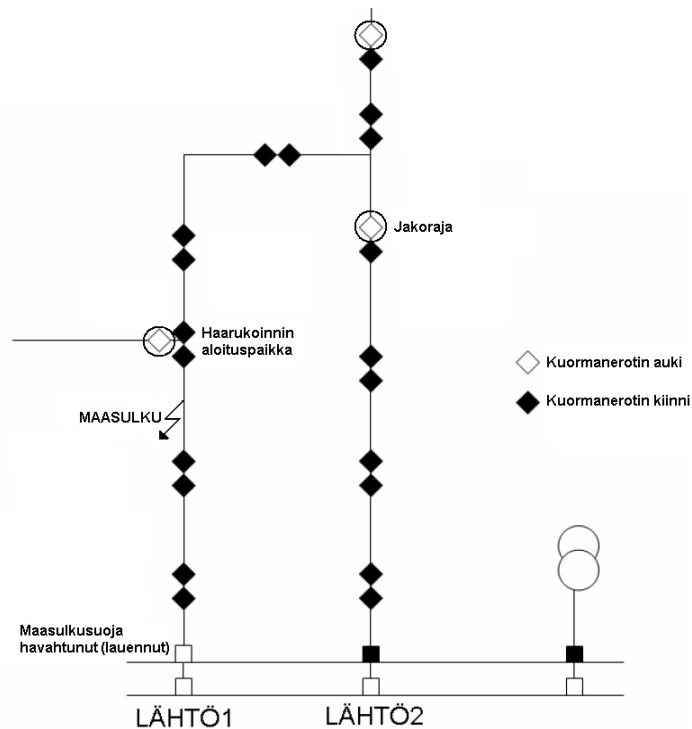 Jakoraja
Haarukoinnin
aloituspaikka
Kuormanerotin auki
Kuormanerotin kiinni
MAASULKU
Maasulkusuoja
havahtunut (lauennut)
LÄHTÖ1
LÄHTÖ2